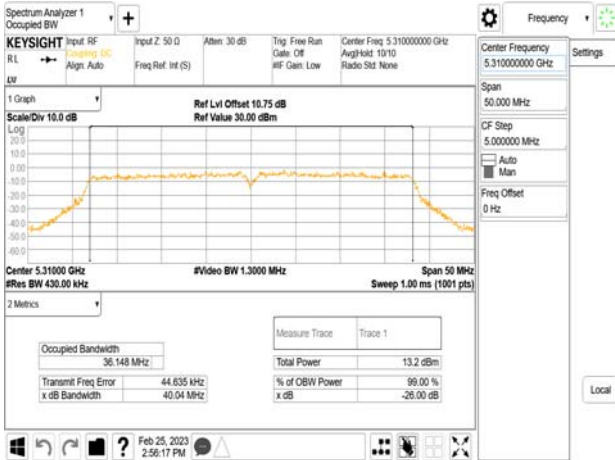 Spectrum Analyzer 1
Occupied BW
Frequency
KEYSIGHT
RL
Input: RF
Coupling: DC
Align: Auto
Input Z: 50 Ω
Freq Ref: Int (S)
Atten: 30 dB
Trig: Free Run
Gate: Off
#IF Gain: Low
Center Freq: 5.310000000 GHz
Avg|Hold: 10/10
Radio Std: None
1 Graph
Scale/Div 10.0 dB
Ref Lvl Offset 10.75 dB
Ref Value 30.00 dBm
Log
20.0
10.0
0.00
-10.0
-20.0
-30.0
-40.0
-50.0
-60.0
Center 5.31000 GHz
#Res BW 430.00 kHz
#Video BW 1.3000 MHz
Span 50 MHz
Sweep 1.00 ms (1001 pts)
2 Metrics
Measure Trace
Trace 1
Occupied Bandwidth
36.148 MHz
Total Power
13.2 dBm
Transmit Freq Error
44.635 kHz
% of OBW Power
99.00 %
x dB Bandwidth
40.04 MHz
x dB
-26.00 dB
Feb 25, 2023
2:56:17 PM
Center Frequency
5.310000000 GHz
Settings
Span
50.000 MHz
CF Step
5.000000 MHz
Auto
Man
Freq Offset
0 Hz
Local